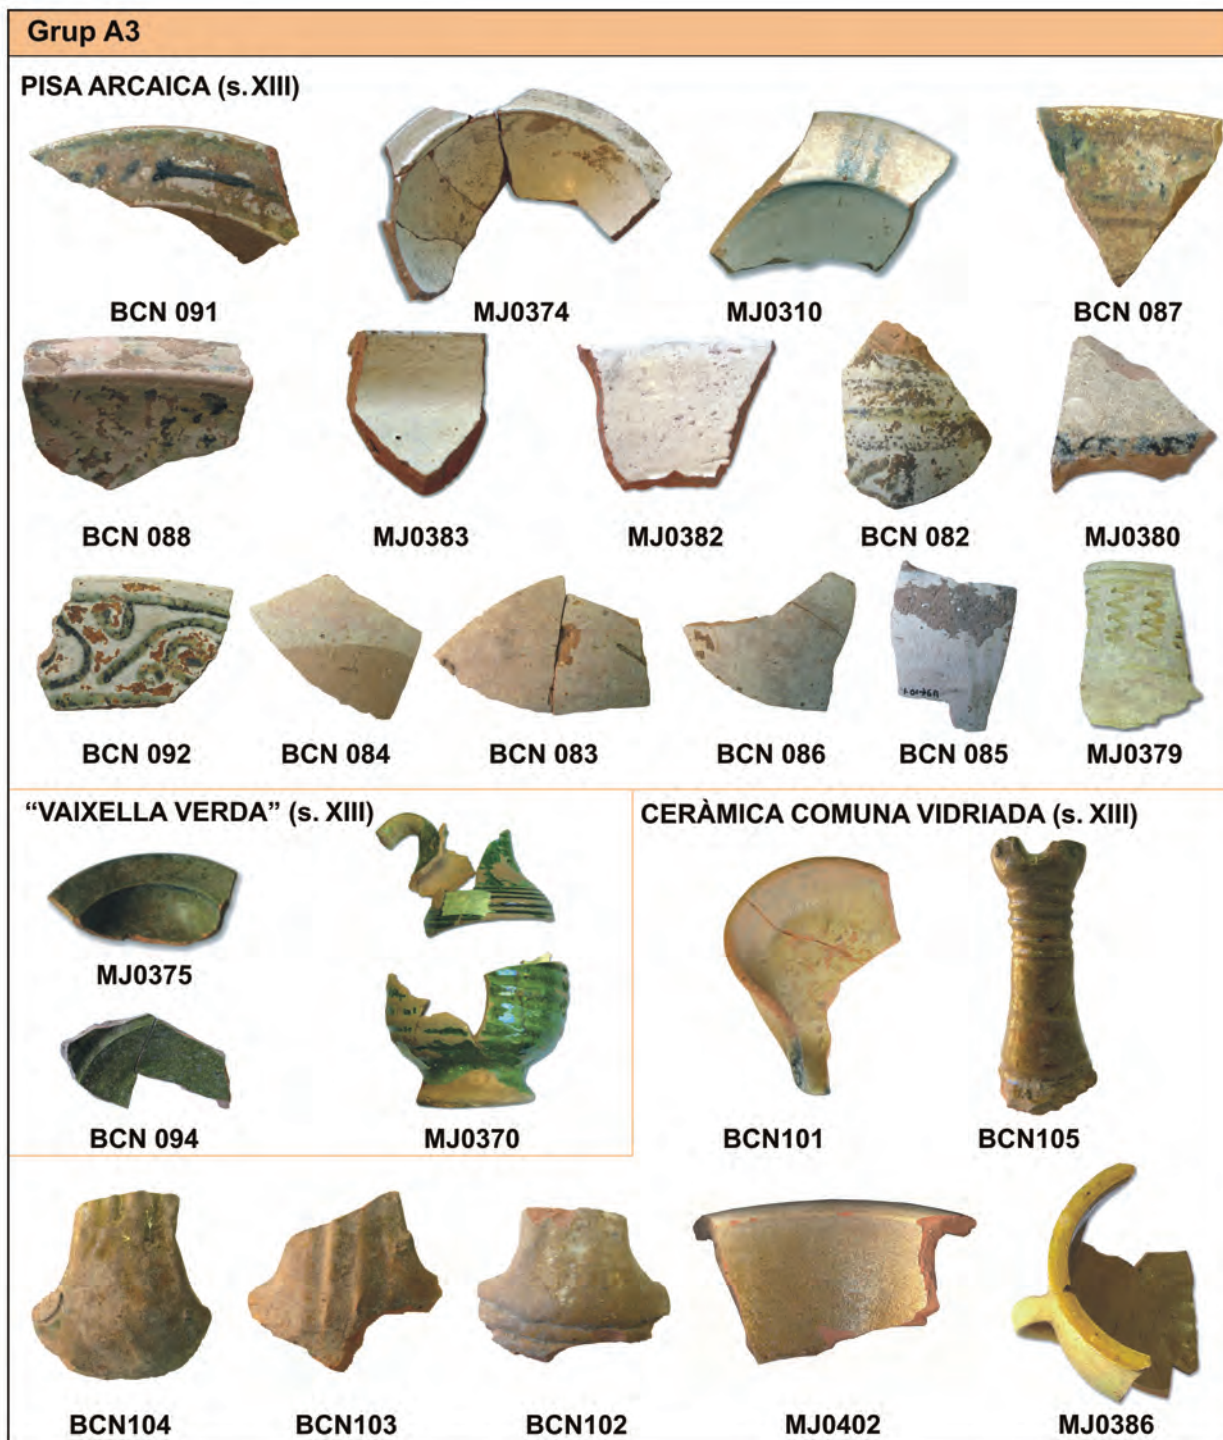 Grup A3
PISA ARCAICA (s. XIII)
BCN 091 MJ0374 MJ0310 BCN 087
BCN 088 MJ0383 MJ0382 BCN 082 MJ0380
BCN 092 BCN 084 BCN 083 BCN 086 BCN 085 MJ0379
“VAIXELLA VERDA” (s. XIII)
MJ0375
BCN 094 MJ0370
CERÀMICA COMUNA VIDRIADA (s. XIII)
BCN101 BCN105
BCN104 BCN103 BCN102 MJ0402 MJ0386